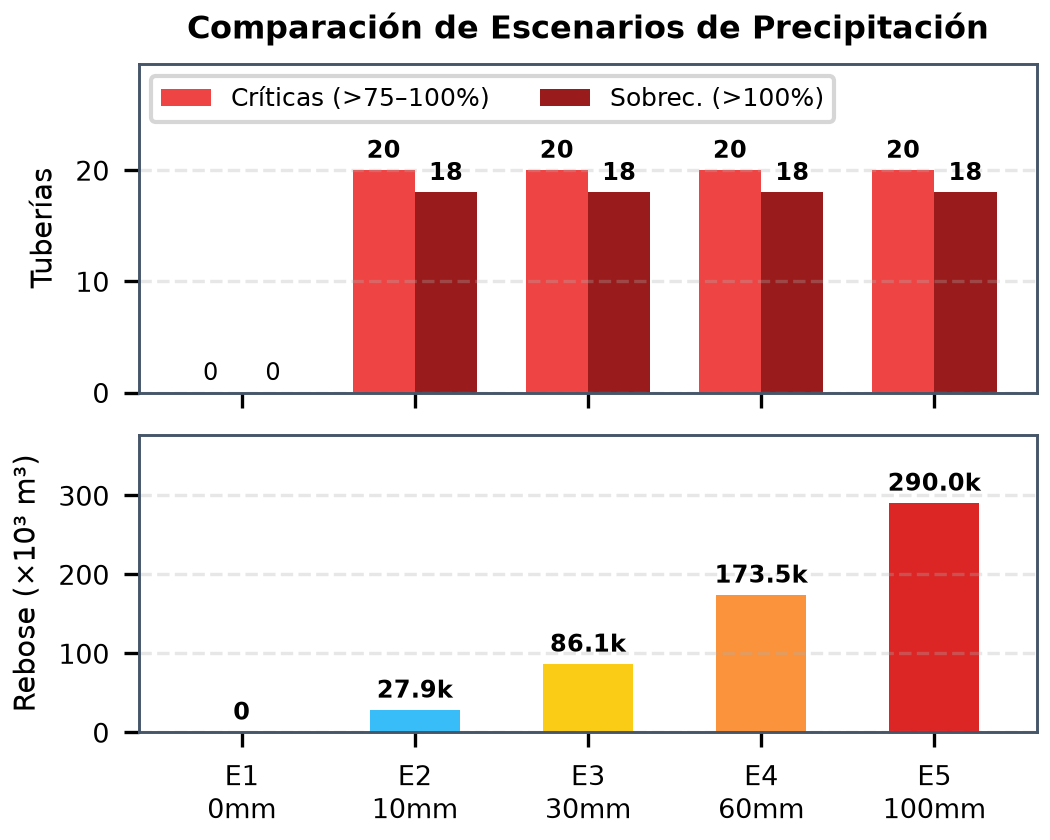 Comparación de Escenarios de Precipitación
Críticas (>75–100%) Sobrec. (>100%)
Tuberías
20
10
0
0 0 20 18 20 18 20 18 20 18
Rebose (×10³ m³)
300
200
100
0
0 27.9k 86.1k 173.5k 290.0k
E1 E2 E3 E4 E5
0mm 10mm 30mm 60mm 100mm